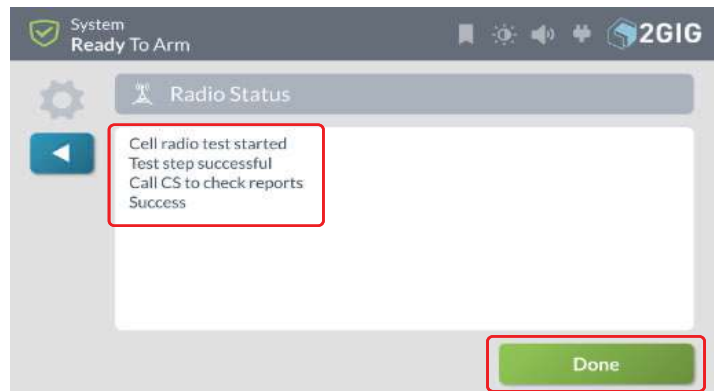 System
Ready To Arm
2GIG
Radio Status
Cell radio test started
Test step successful
Call CS to check reports
Success
Done